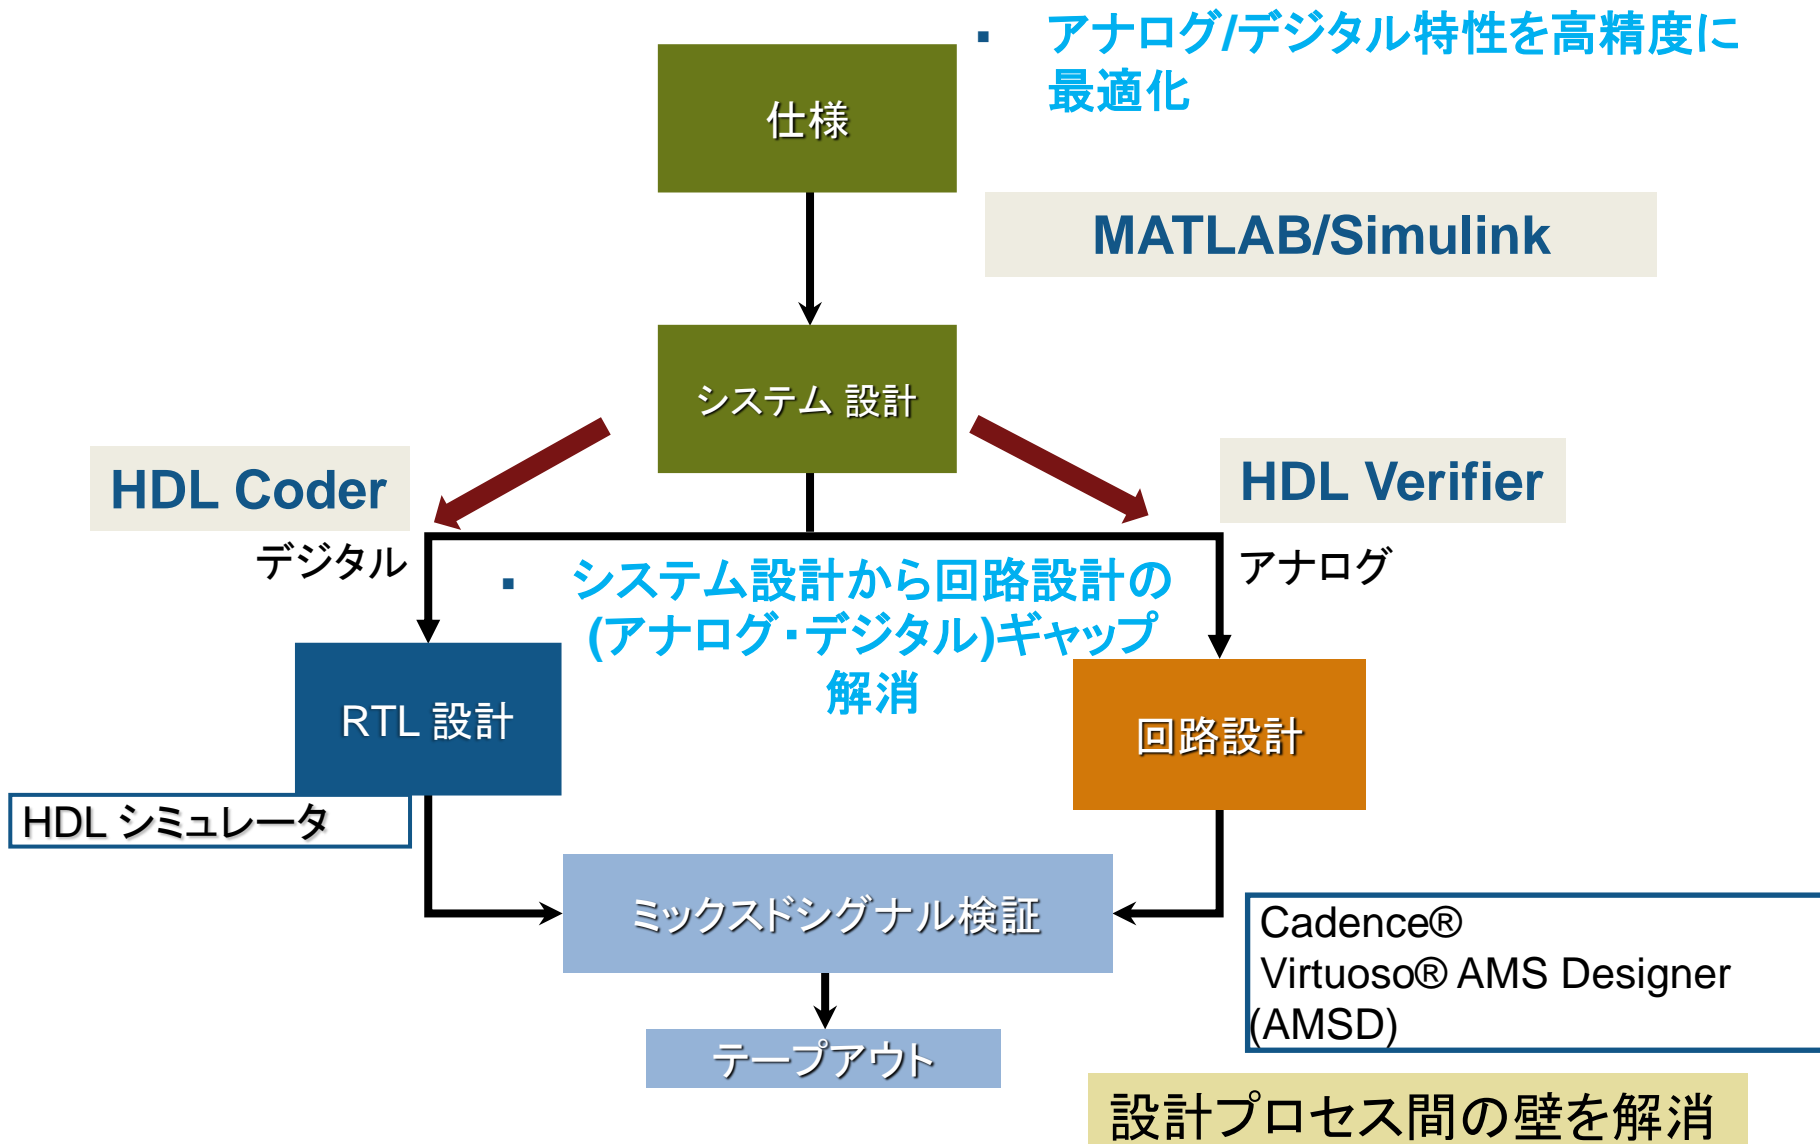 ▪ アナログ/デジタル特性を高精度に
最適化
仕様
MATLAB/Simulink
システム 設計
HDL Coder
HDL Verifier
デジタル
アナログ
▪ システム設計から回路設計の
(アナログ・デジタル)ギャップ
解消
RTL 設計
回路設計
HDL シミュレータ
ミックスドシグナル検証
Cadence®
Virtuoso® AMS Designer
(AMSD)
テープアウト
設計プロセス間の壁を解消